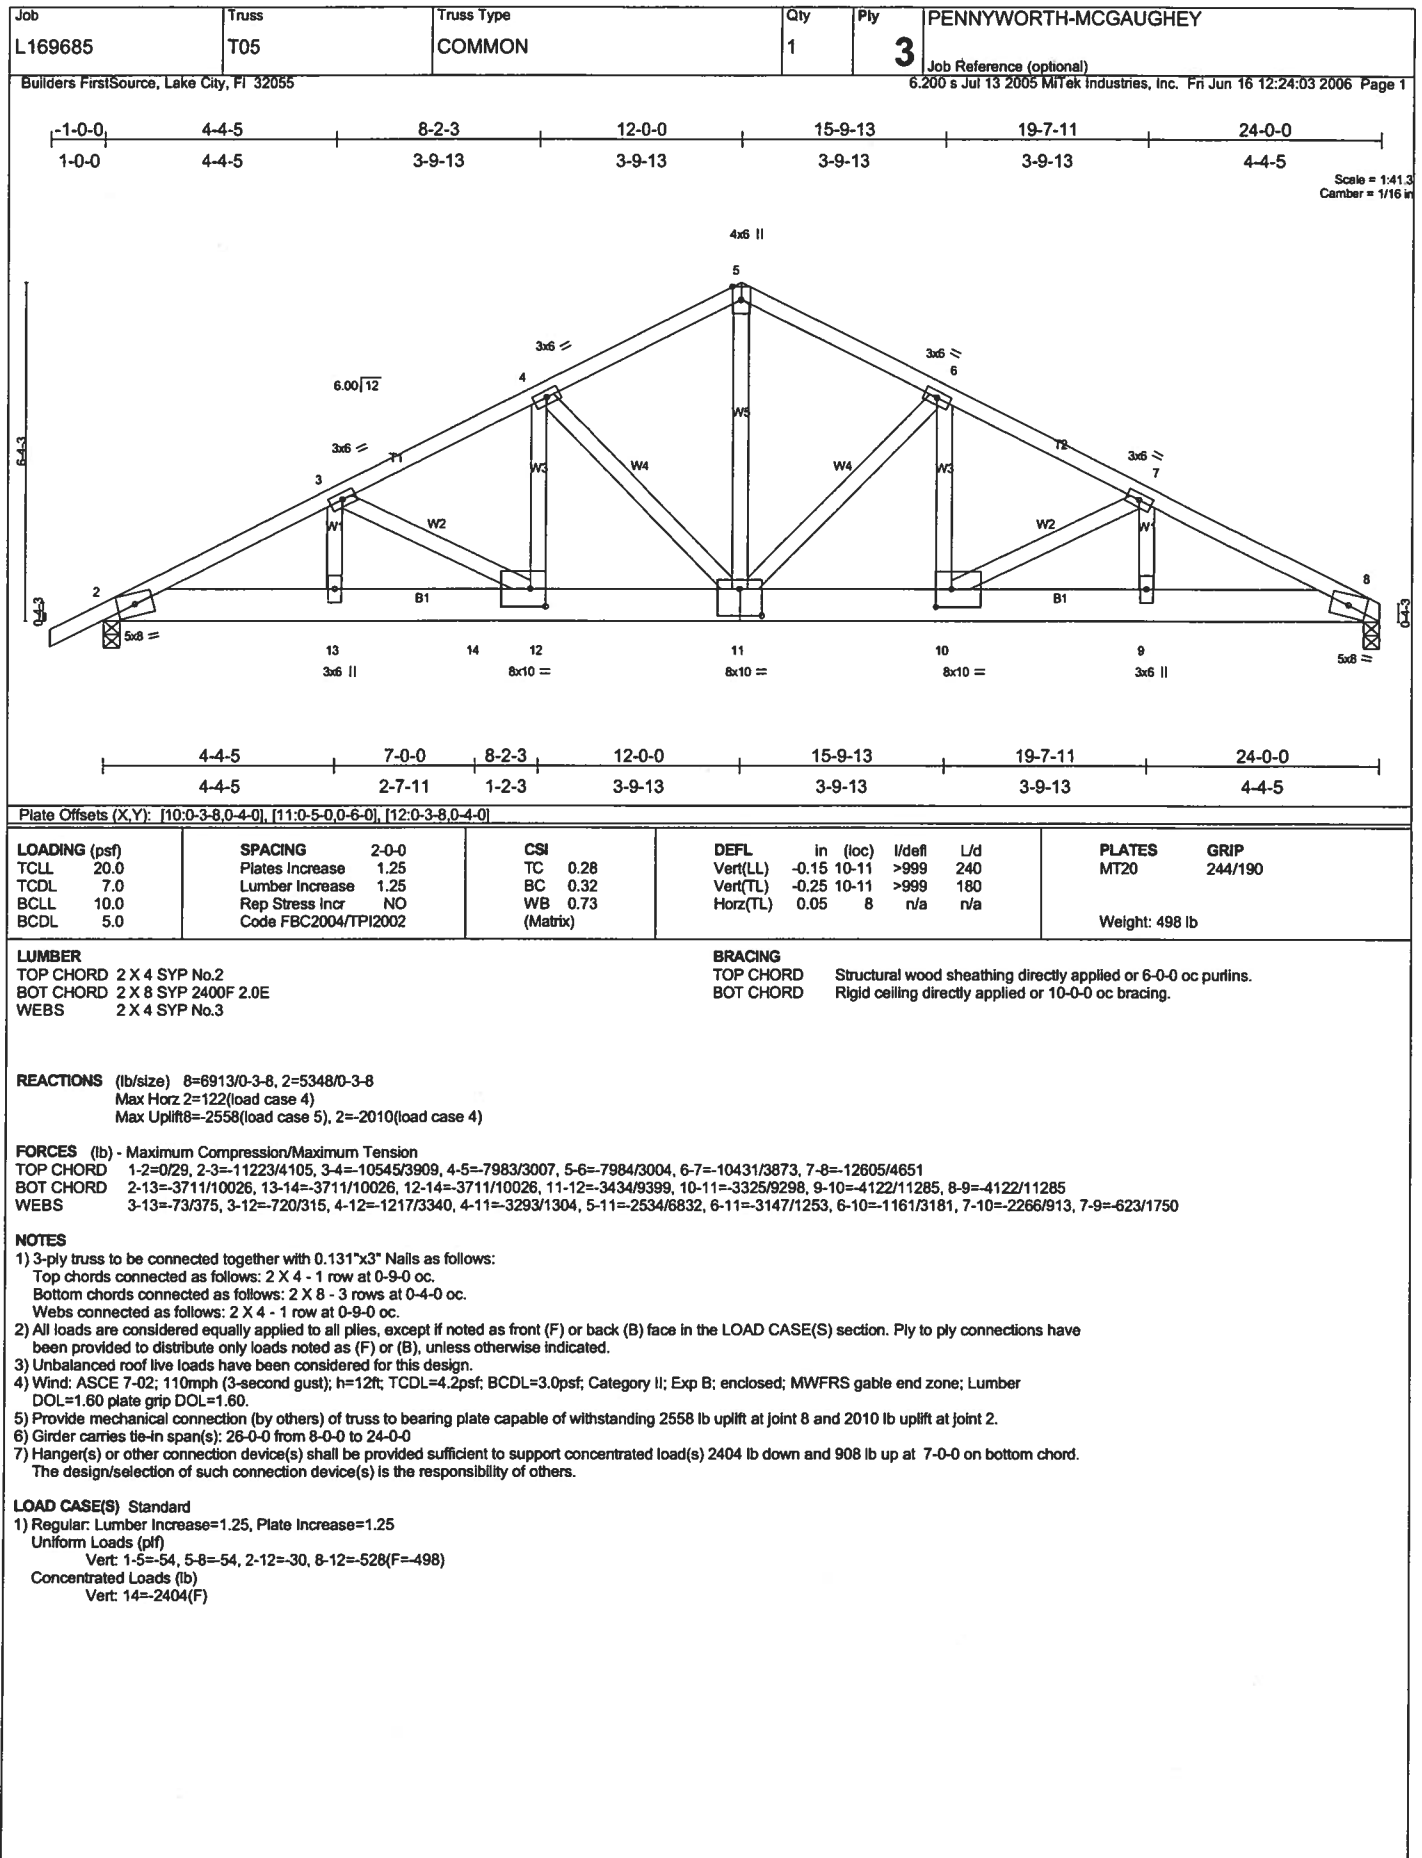 Job Truss Truss Type Qty Ply PENNYWORTH-MCGAUGHEY
L169685 T05 COMMON 1 3
Job Reference (optional)
Builders FirstSource, Lake City, Fl 32055 6.200 s Jul 13 2005 MiTek Industries, Inc. Fri Jun 16 12:24:03 2006 Page 1
-1-0-0 4-4-5 8-2-3 12-0-0 15-9-13 19-7-11 24-0-0
1-0-0 4-4-5 3-9-13 3-9-13 3-9-13 3-9-13 4-4-5
Scale = 1:41.3
Camber = 1/16 in
4x6 ||
5
3x6 =
3x6 =
4
6
6.00 12
W5
3x6 =
T1
T2
3x6 =
3
7
W3 W4 W4 W3
6-4-3
W1 W2 W2 W1
2
8
0-4-3
B1 B1
0-4-3
5x8 =
13 14 12 11 10 9
5x8 =
3x6 || 8x10 = 8x10 = 8x10 = 3x6 ||
4-4-5 7-0-0 8-2-3 12-0-0 15-9-13 19-7-11 24-0-0
4-4-5 2-7-11 1-2-3 3-9-13 3-9-13 3-9-13 4-4-5
Plate Offsets (X,Y): [10:0-3-8,0-4-0], [11:0-5-0,0-6-0], [12:0-3-8,0-4-0]
LOADING (psf) SPACING 2-0-0 CSI DEFL in (loc) l/defl L/d PLATES GRIP
TCLL 20.0 Plates Increase 1.25 TC 0.28 Vert(LL) -0.15 10-11 >999 240 MT20 244/190
TCDL 7.0 Lumber Increase 1.25 BC 0.32 Vert(TL) -0.25 10-11 >999 180
BCLL 10.0 Rep Stress Incr NO WB 0.73 Horz(TL) 0.05 8 n/a n/a
BCDL 5.0 Code FBC2004/TPI2002 (Matrix) Weight: 498 lb
LUMBER BRACING
TOP CHORD 2 X 4 SYP No.2 TOP CHORD Structural wood sheathing directly applied or 6-0-0 oc purlins.
BOT CHORD 2 X 8 SYP 2400F 2.0E BOT CHORD Rigid ceiling directly applied or 10-0-0 oc bracing.
WEBS 2 X 4 SYP No.3
REACTIONS (lb/size) 8=6913/0-3-8, 2=5348/0-3-8
Max Horz 2=122(load case 4)
Max Uplift8=-2558(load case 5), 2=-2010(load case 4)
FORCES (lb) - Maximum Compression/Maximum Tension
TOP CHORD 1-2=0/29, 2-3=-11223/4105, 3-4=-10545/3909, 4-5=-7983/3007, 5-6=-7984/3004, 6-7=-10431/3873, 7-8=-12605/4651
BOT CHORD 2-13=-3711/10026, 13-14=-3711/10026, 12-14=-3711/10026, 11-12=-3434/9399, 10-11=-3325/9298, 9-10=-4122/11285, 8-9=-4122/11285
WEBS 3-13=-73/375, 3-12=-720/315, 4-12=-1217/3340, 4-11=-3293/1304, 5-11=-2534/6832, 6-11=-3147/1253, 6-10=-1161/3181, 7-10=-2266/913, 7-9=-623/1750
NOTES
1) 3-ply truss to be connected together with 0.131"x3" Nails as follows:
Top chords connected as follows: 2 X 4 - 1 row at 0-9-0 oc.
Bottom chords connected as follows: 2 X 8 - 3 rows at 0-4-0 oc.
Webs connected as follows: 2 X 4 - 1 row at 0-9-0 oc.
2) All loads are considered equally applied to all plies, except if noted as front (F) or back (B) face in the LOAD CASE(S) section. Ply to ply connections have
been provided to distribute only loads noted as (F) or (B), unless otherwise indicated.
3) Unbalanced roof live loads have been considered for this design.
4) Wind: ASCE 7-02; 110mph (3-second gust); h=12ft; TCDL=4.2psf; BCDL=3.0psf; Category II; Exp B; enclosed; MWFRS gable end zone; Lumber
DOL=1.60 plate grip DOL=1.60.
5) Provide mechanical connection (by others) of truss to bearing plate capable of withstanding 2558 lb uplift at joint 8 and 2010 lb uplift at joint 2.
6) Girder carries tie-in span(s): 26-0-0 from 8-0-0 to 24-0-0
7) Hanger(s) or other connection device(s) shall be provided sufficient to support concentrated load(s) 2404 lb down and 908 lb up at 7-0-0 on bottom chord.
The design/selection of such connection device(s) is the responsibility of others.
LOAD CASE(S) Standard
1) Regular: Lumber Increase=1.25, Plate Increase=1.25
Uniform Loads (plf)
Vert: 1-5=-54, 5-8=-54, 2-12=-30, 8-12=-528(F=-498)
Concentrated Loads (lb)
Vert: 14=-2404(F)